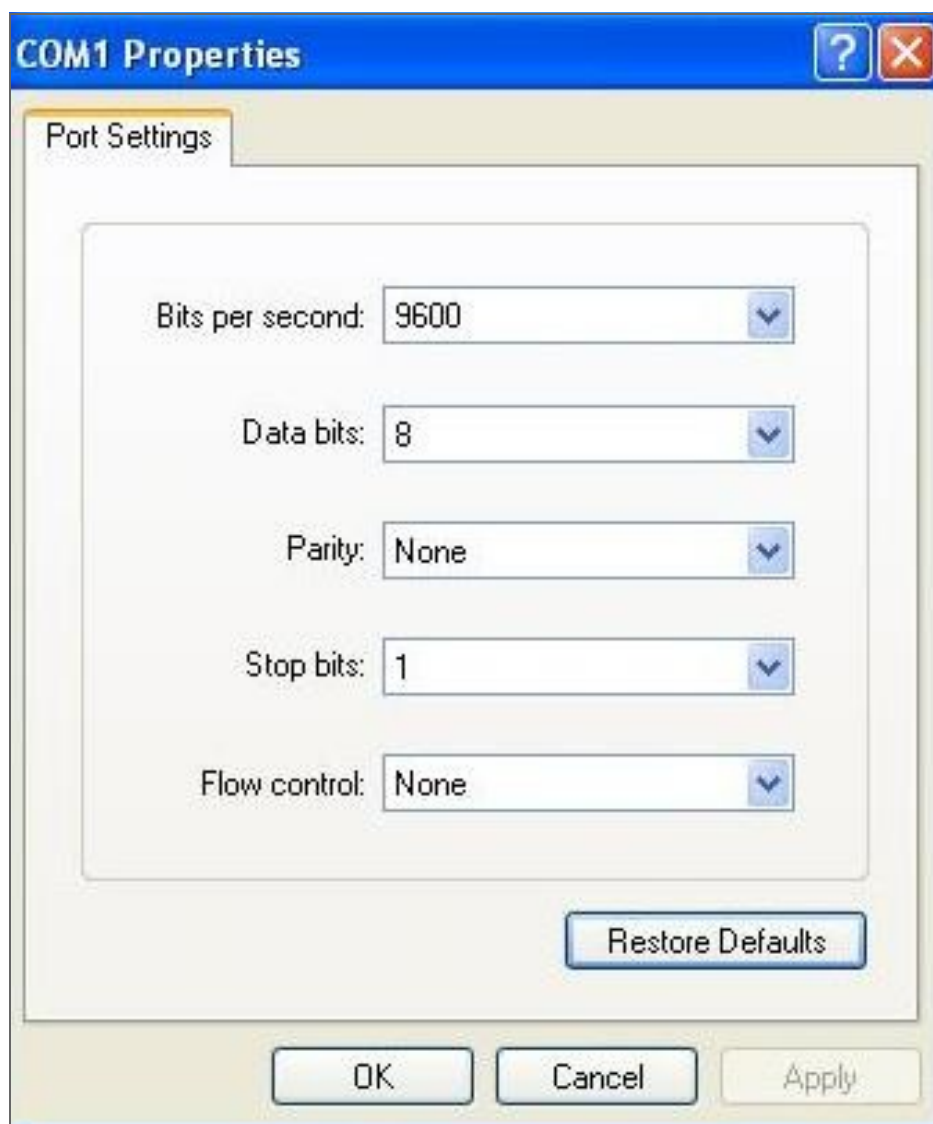 COM1 Properties
?
Port Settings
Bits per second: 9600
Data bits: 8
Parity: None
Stop bits: 1
Flow control: None
Restore Defaults
OK Cancel Apply